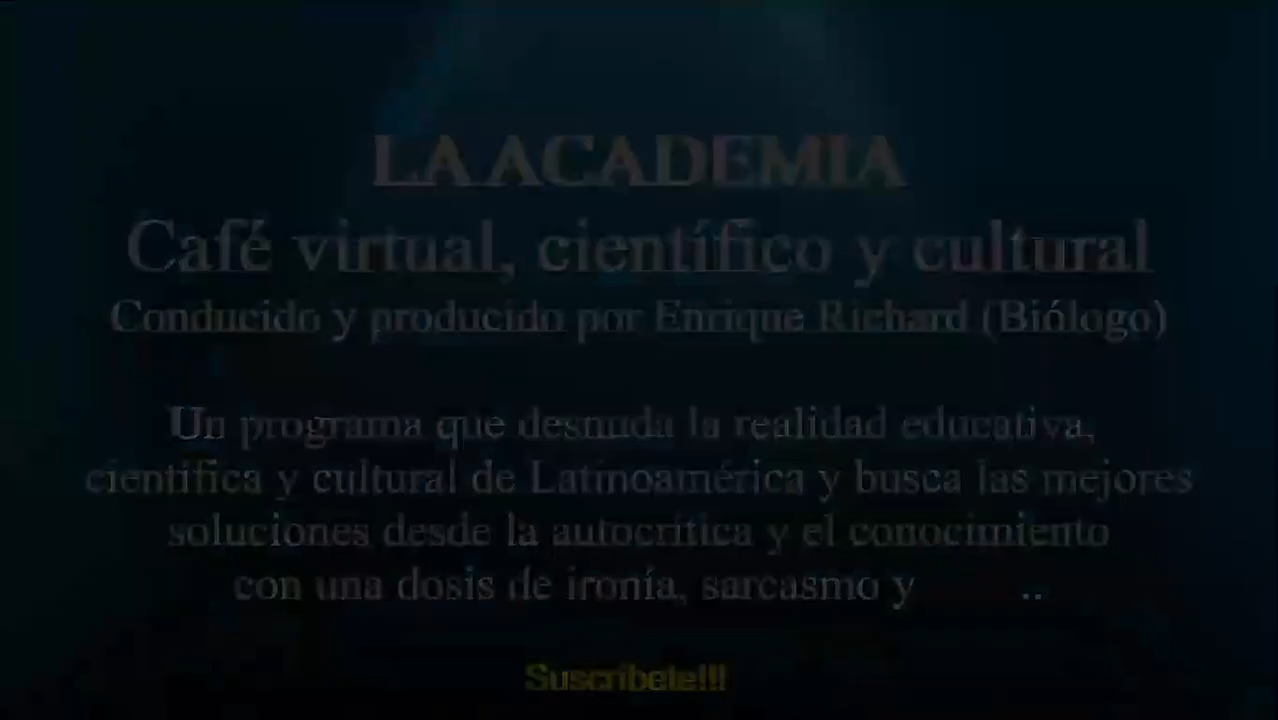 LA ACADEMIA
Café virtual, científico y cultural
Conducido y producido por Enrique Richard (Biólogo)
Un programa que desnuda la realidad educativa,
científica y cultural de Latinoamérica y busca las mejores
soluciones desde la autocrítica y el conocimiento
con una dosis de ironía, sarcasmo y ..
Suscríbete!!!